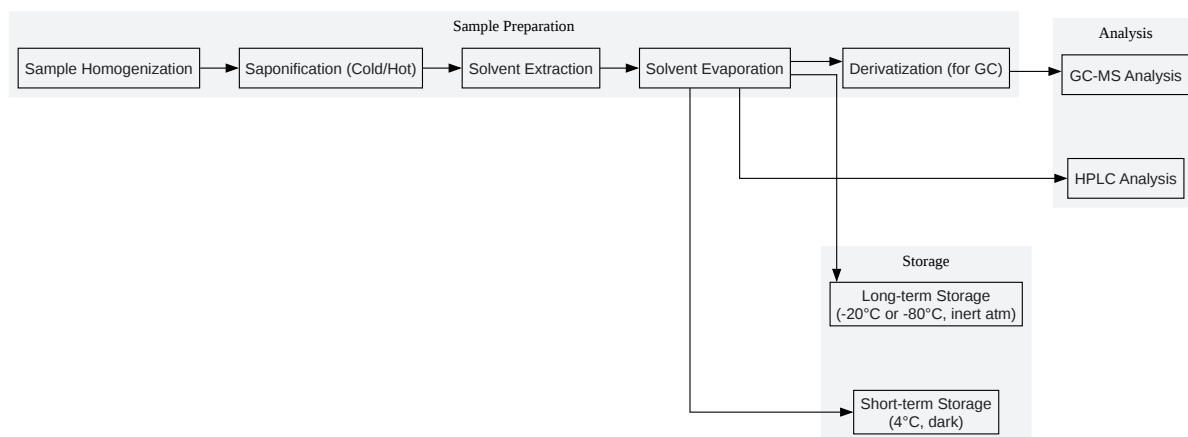 Sample Preparation
Sample Homogenization
Saponification (Cold/Hot)
Solvent Extraction
Solvent Evaporation
Derivatization (for GC)
Analysis
GC-MS Analysis
HPLC Analysis
Storage
Long-term Storage
(-20°C or -80°C, inert atm)
Short-term Storage
(4°C, dark)